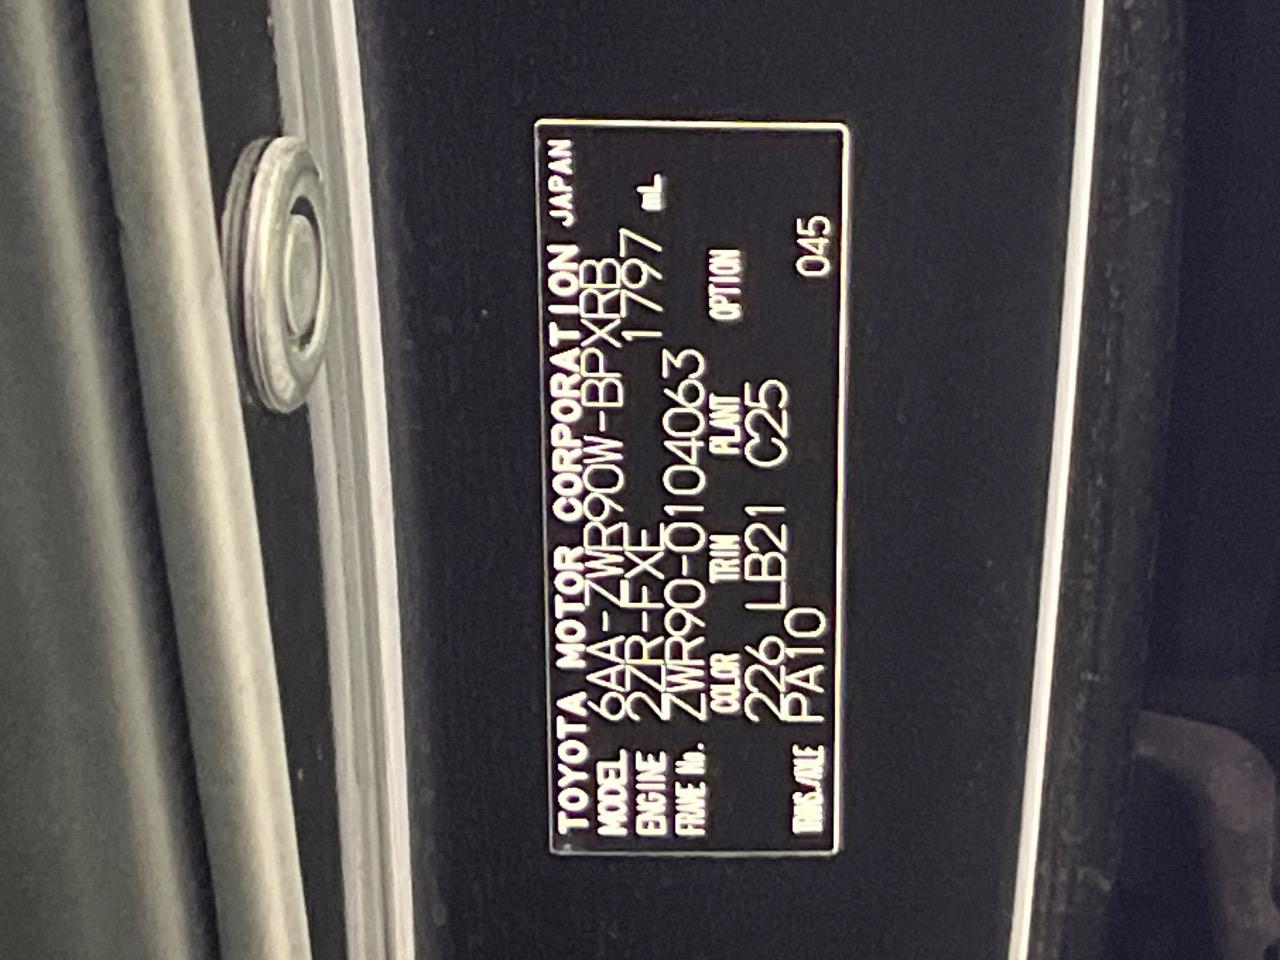 TOYOTA MOTOR CORPORATION JAPAN
MODEL 6AA-ZWR90W-BPXRB
ENGINE 2ZR-FXE 1797 mL
FRAME No. ZWR90-0104063
COLOR TRIM PLANT OPTION
226 LB21 C25
TRANS./AXLE PA10 045